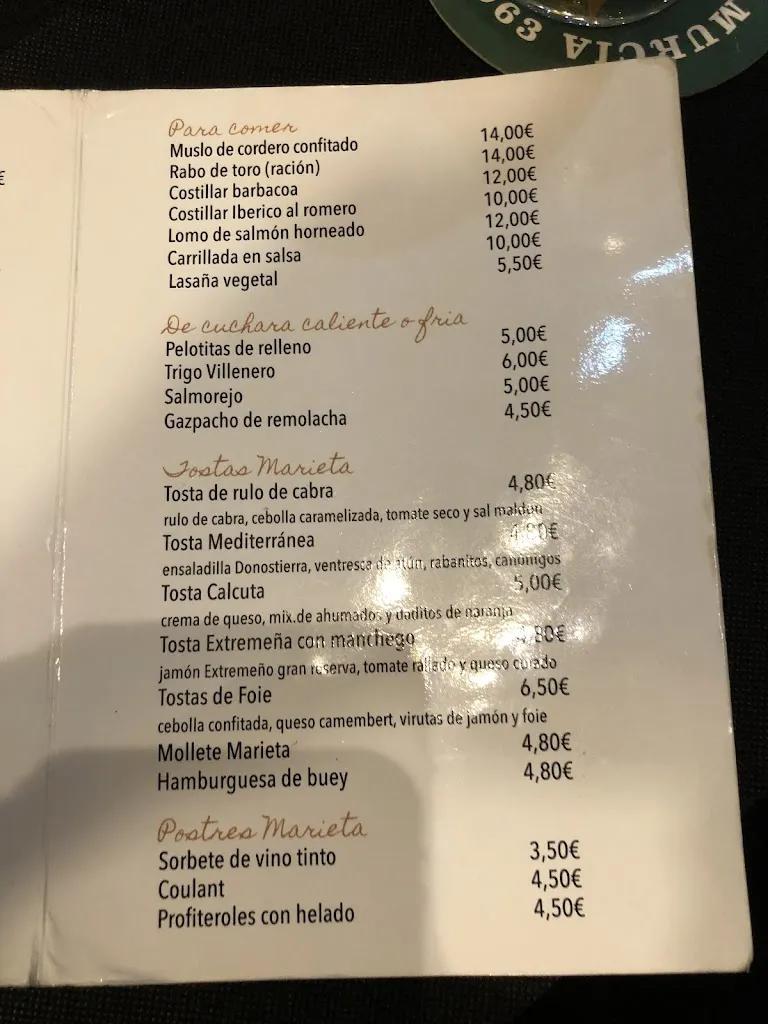 MURCIA 1963
€
Para comer
Muslo de cordero confitado 14,00€
Rabo de toro (ración) 14,00€
Costillar barbacoa 12,00€
Costillar Iberico al romero 10,00€
Lomo de salmón horneado 12,00€
Carrillada en salsa 10,00€
Lasaña vegetal 5,50€
De cuchara caliente o fria
Pelotitas de relleno 5,00€
Trigo Villenero 6,00€
Salmorejo 5,00€
Gazpacho de remolacha 4,50€
Tostas Marieta
Tosta de rulo de cabra 4,80€
rulo de cabra, cebolla caramelizada, tomate seco y sal maldon
Tosta Mediterránea 4,80€
ensaladilla Donostierra, ventresca de atún, rabanitos, canónigos
Tosta Calcuta 5,00€
crema de queso, mix.de ahumados y daditos de naranja
Tosta Extremeña con manchego 4,80€
jamón Extremeño gran reserva, tomate rallado y queso curado
Tostas de Foie 6,50€
cebolla confitada, queso camembert, virutas de jamón y foie
Mollete Marieta 4,80€
Hamburguesa de buey 4,80€
Postres Marieta
Sorbete de vino tinto 3,50€
Coulant 4,50€
Profiteroles con helado 4,50€